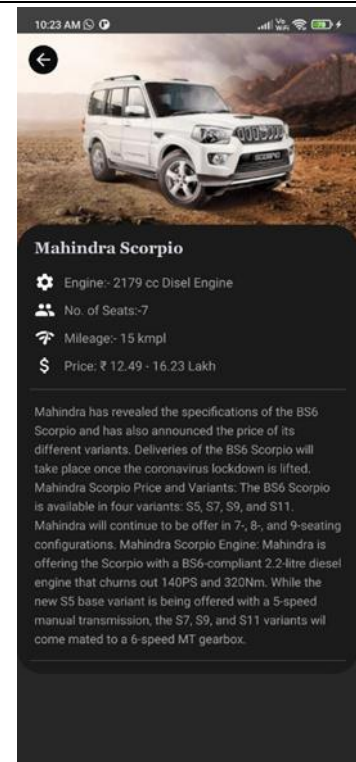 10:23 AM
Vo
WiFi
SCORPIO
Mahindra Scorpio
Engine:- 2179 cc Disel Engine
No. of Seats:-7
Mileage:- 15 kmpl
$ Price: ₹ 12.49 - 16.23 Lakh
Mahindra has revealed the specifications of the BS6
Scorpio and has also announced the price of its
different variants. Deliveries of the BS6 Scorpio will
take place once the coronavirus lockdown is lifted.
Mahindra Scorpio Price and Variants: The BS6 Scorpio
is available in four variants: S5, S7, S9, and S11.
Mahindra will continue to be offer in 7-, 8-, and 9-seating
configurations. Mahindra Scorpio Engine: Mahindra is
offering the Scorpio with a BS6-compliant 2.2-litre diesel
engine that churns out 140PS and 320Nm. While the
new S5 base variant is being offered with a 5-speed
manual transmission, the S7, S9, and S11 variants will
come mated to a 6-speed MT gearbox.